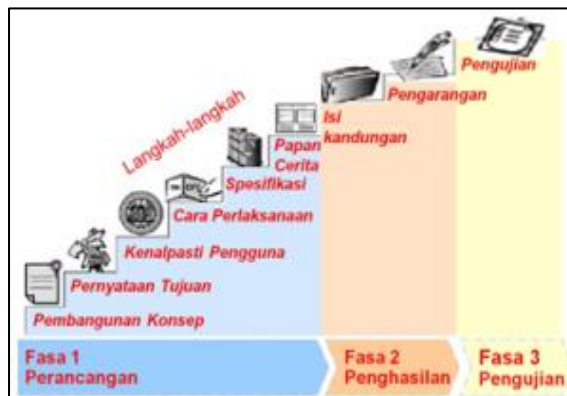 Langkah-langkah
Pengujian
Pengarangan
Isi
kandungan
Papan
Cerita
Spesifikasi
Cara Perlaksanaan
Kenalpasti Pengguna
Pernyataan Tujuan
Pembangunan Konsep
Fasa 1
Perancangan
Fasa 2
Penghasilan
Fasa 3
Pengujian